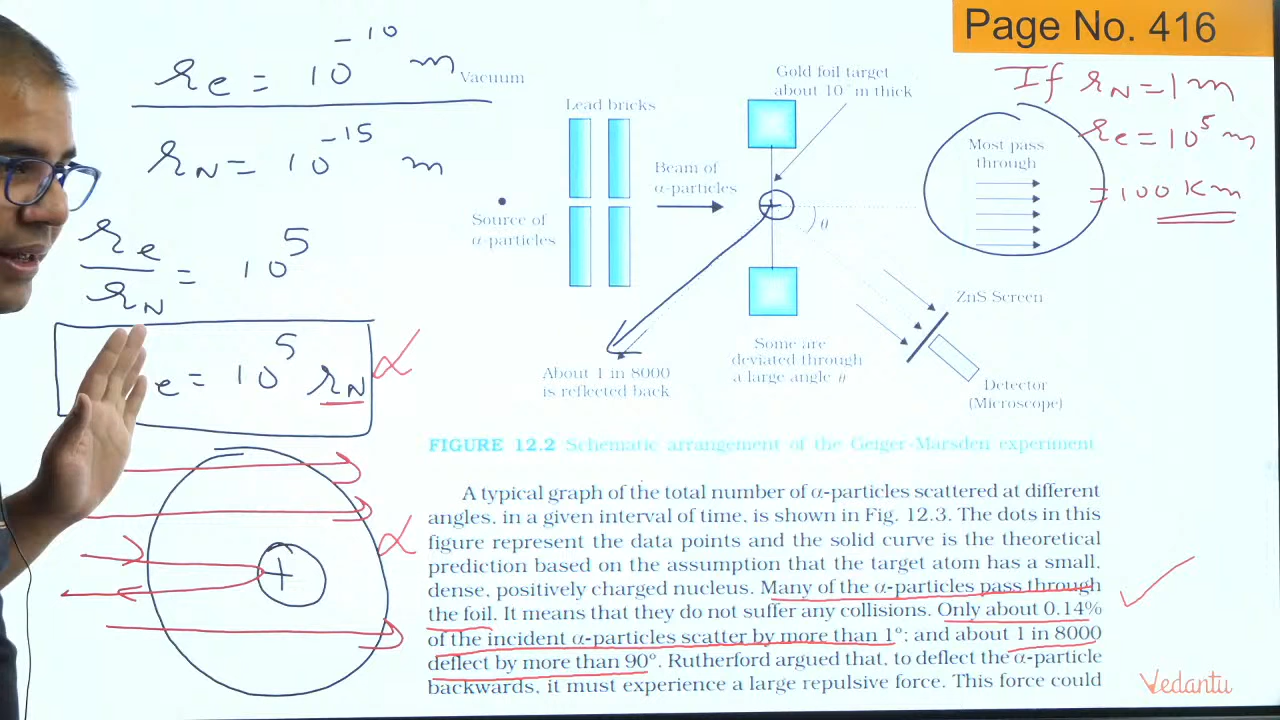 Page No. 416
re = 10^-10 m
rN = 10^-15 m
re/rN = 10^5
e = 10^5 rN
α
α
+
If rN = 1 m
re = 10^5 m
= 100 Km
Vacuum
Lead bricks
Gold foil target
about 10 m thick
Most pass
through
Beam of
α-particles
Source of
α-particles
+
θ
ZnS Screen
Some are
deviated through
a large angle θ
About 1 in 8000
is reflected back
Detector
(Microscope)
FIGURE 12.2 Schematic arrangement of the Geiger-Marsden experiment
A typical graph of the total number of α-particles scattered at different
angles, in a given interval of time, is shown in Fig. 12.3. The dots in this
figure represent the data points and the solid curve is the theoretical
prediction based on the assumption that the target atom has a small,
dense, positively charged nucleus. Many of the α-particles pass through
the foil. It means that they do not suffer any collisions. Only about 0.14%
of the incident α-particles scatter by more than 1°; and about 1 in 8000
deflect by more than 90°. Rutherford argued that, to deflect the α-particle
backwards, it must experience a large repulsive force. This force could
Vedantu